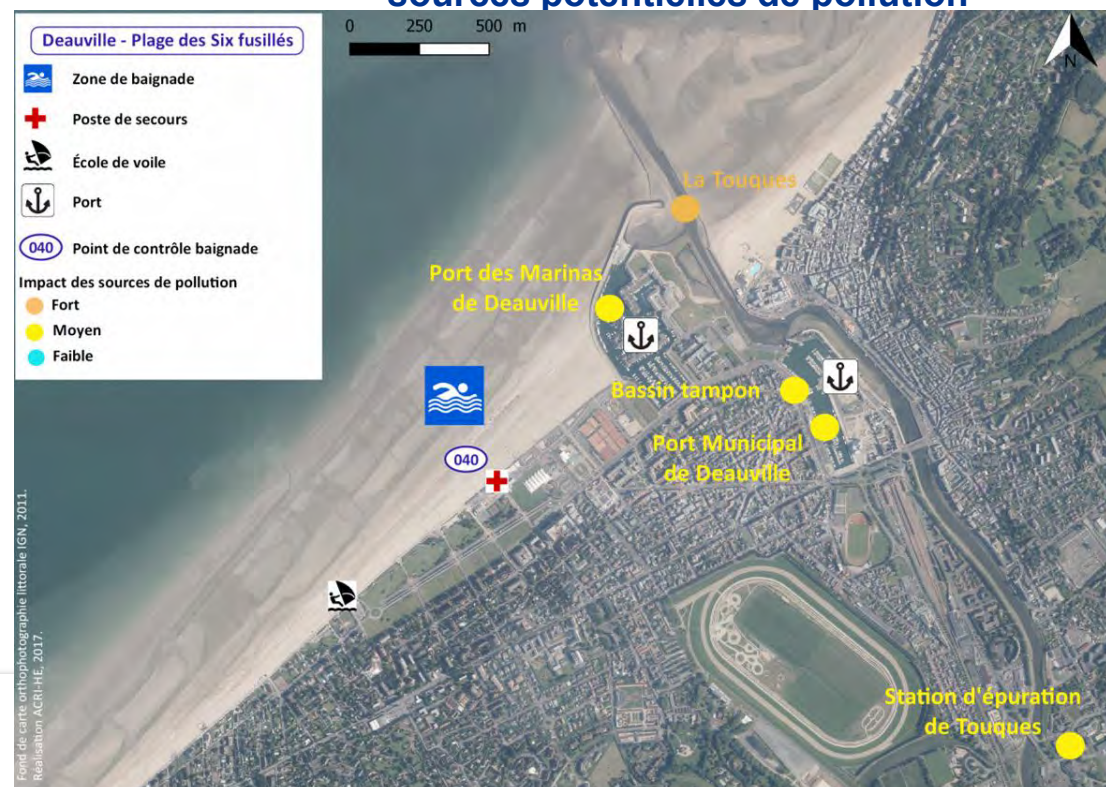 sources potentielles de pollution
Deauville - Plage des Six fusillés
Zone de baignade
Poste de secours
École de voile
Port
040 Point de contrôle baignade
Impact des sources de pollution
Fort
Moyen
Faible
0 250 500 m
N
La Touques
Port des Marinas
de Deauville
Bassin tampon
Port Municipal
de Deauville
040
Station d'épuration
de Touques
Fond de carte orthophotographie littorale IGN, 2011.
Réalisation ACRI-HE, 2017.